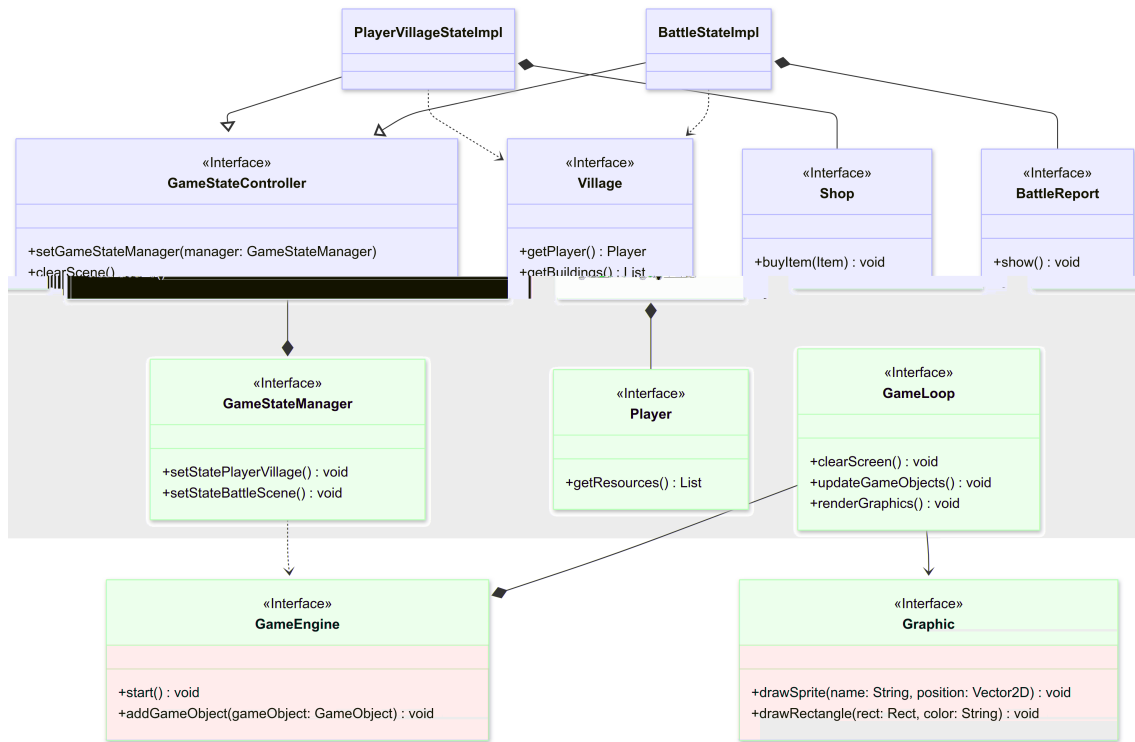 PlayerVillageStateImpl
BattleStateImpl
«Interface»
GameStateController
+setGameStateManager(manager: GameStateManager)
+clearScene()
«Interface»
Village
+getPlayer() : Player
+getBuildings() : List
«Interface»
Shop
+buyItem(Item) : void
«Interface»
BattleReport
+show() : void
«Interface»
GameStateManager
+setStatePlayerVillage() : void
+setStateBattleScene() : void
«Interface»
Player
+getResources() : List
«Interface»
GameLoop
+clearScreen() : void
+updateGameObjects() : void
+renderGraphics() : void
«Interface»
GameEngine
+start() : void
+addGameObject(gameObject: GameObject) : void
«Interface»
Graphic
+drawSprite(name: String, position: Vector2D) : void
+drawRectangle(rect: Rect, color: String) : void